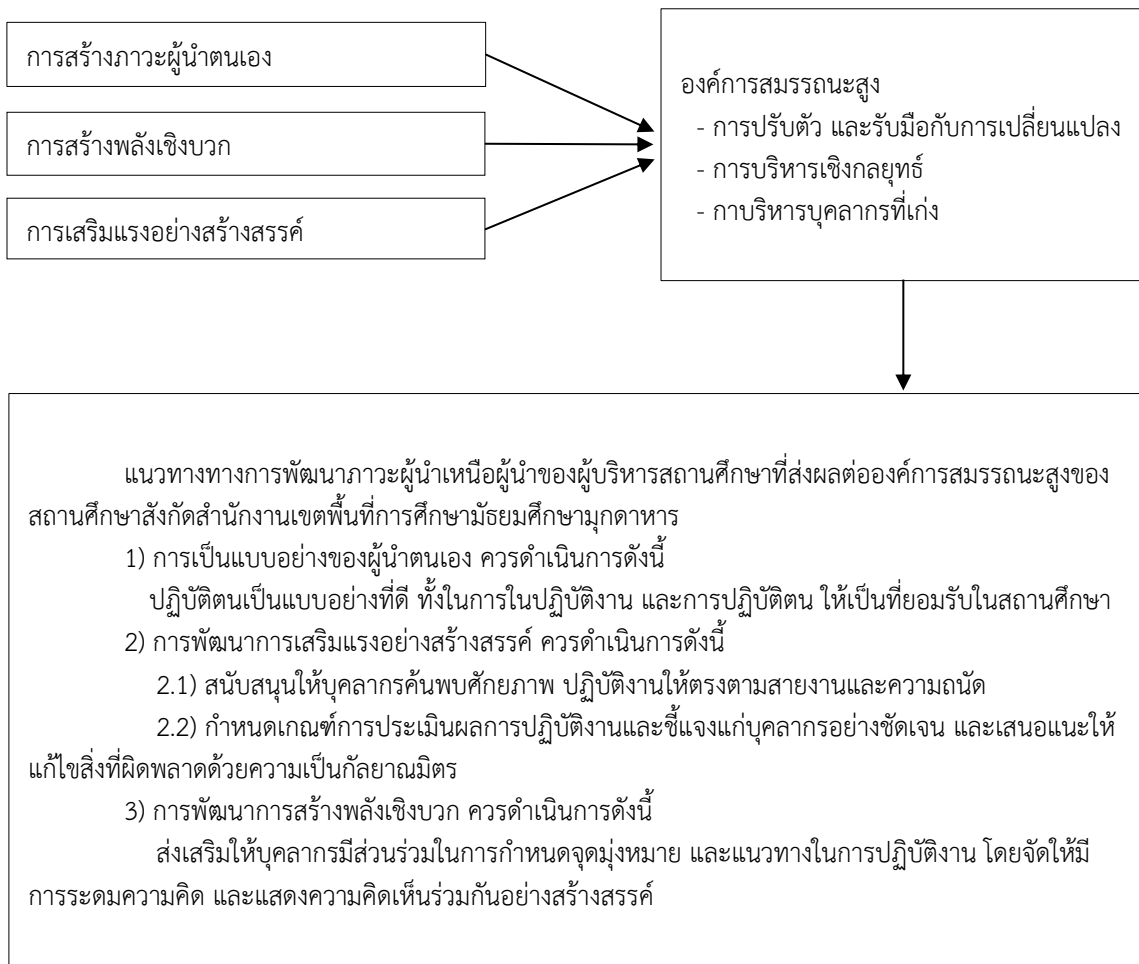 การสร้างภาวะผู้นำตนเอง
การสร้างพลังเชิงบวก
การเสริมแรงอย่างสร้างสรรค์
องค์การสมรรถนะสูง
- การปรับตัว และรับมือกับการเปลี่ยนแปลง
- การบริหารเชิงกลยุทธ์
- กาบริหารบุคลากรที่เก่ง
แนวทางทางการพัฒนาภาวะผู้นำเหนือผู้นำของผู้บริหารสถานศึกษาที่ส่งผลต่อองค์การสมรรถนะสูงของ
สถานศึกษาสังกัดสำนักงานเขตพื้นที่การศึกษามัธยมศึกษามุกดาหาร
1) การเป็นแบบอย่างของผู้นำตนเอง ควรดำเนินการดังนี้
ปฏิบัติตนเป็นแบบอย่างที่ดี ทั้งในการในปฏิบัติงาน และการปฏิบัติตน ให้เป็นที่ยอมรับในสถานศึกษา
2) การพัฒนาการเสริมแรงอย่างสร้างสรรค์ ควรดำเนินการดังนี้
2.1) สนับสนุนให้บุคลากรค้นพบศักยภาพ ปฏิบัติงานให้ตรงตามสายงานและความถนัด
2.2) กำหนดเกณฑ์การประเมินผลการปฏิบัติงานและชี้แจงแก่บุคลากรอย่างชัดเจน และเสนอแนะให้
แก้ไขสิ่งที่ผิดพลาดด้วยความเป็นกัลยาณมิตร
3) การพัฒนาการสร้างพลังเชิงบวก ควรดำเนินการดังนี้
ส่งเสริมให้บุคลากรมีส่วนร่วมในการกำหนดจุดมุ่งหมาย และแนวทางในการปฏิบัติงาน โดยจัดให้มี
การระดมความคิด และแสดงความคิดเห็นร่วมกันอย่างสร้างสรรค์